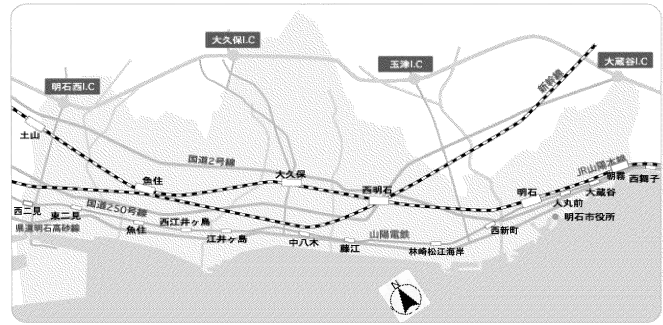 大久保I.C
玉津I.C
大蔵谷I.C
明石西I.C
新幹線
土山
国道2号線
魚住
大久保
西明石
JR山陽本線
朝霧
西舞子
明石
大蔵谷
人丸前
明石市役所
西二見
東二見
国道250号線
県道明石高砂線
魚住
西江井ヶ島
江井ヶ島
中八木
山陽電鉄
藤江
林崎松江海岸
西新町
N